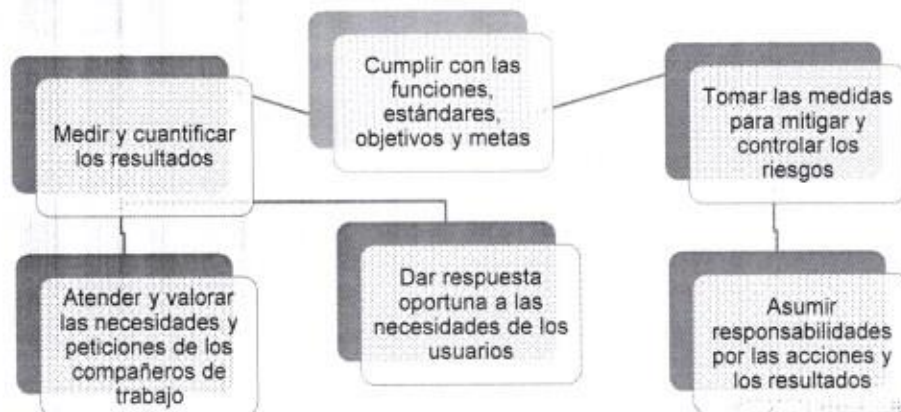 Cumplir con las
funciones,
estándares,
objetivos y metas
Medir y cuantificar
los resultados
Tomar las medidas
para mitigar y
controlar los
riesgos
Atender y valorar
las necesidades y
peticiones de los
compañeros de
trabajo
Dar respuesta
oportuna a las
necesidades de los
usuarios
Asumir
responsabilidades
por las acciones y
los resultados